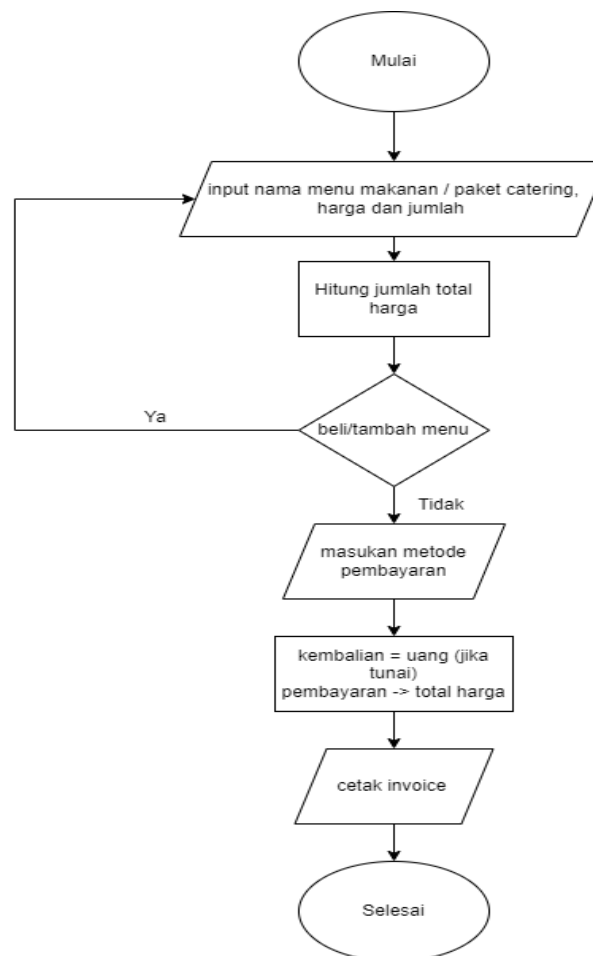 Mulai
input nama menu makanan / paket catering,
harga dan jumlah
Hitung jumlah total
harga
Ya
beli/tambah menu
Tidak
masukan metode
pembayaran
kembalian = uang (jika
tunai)
pembayaran -> total harga
cetak invoice
Selesai